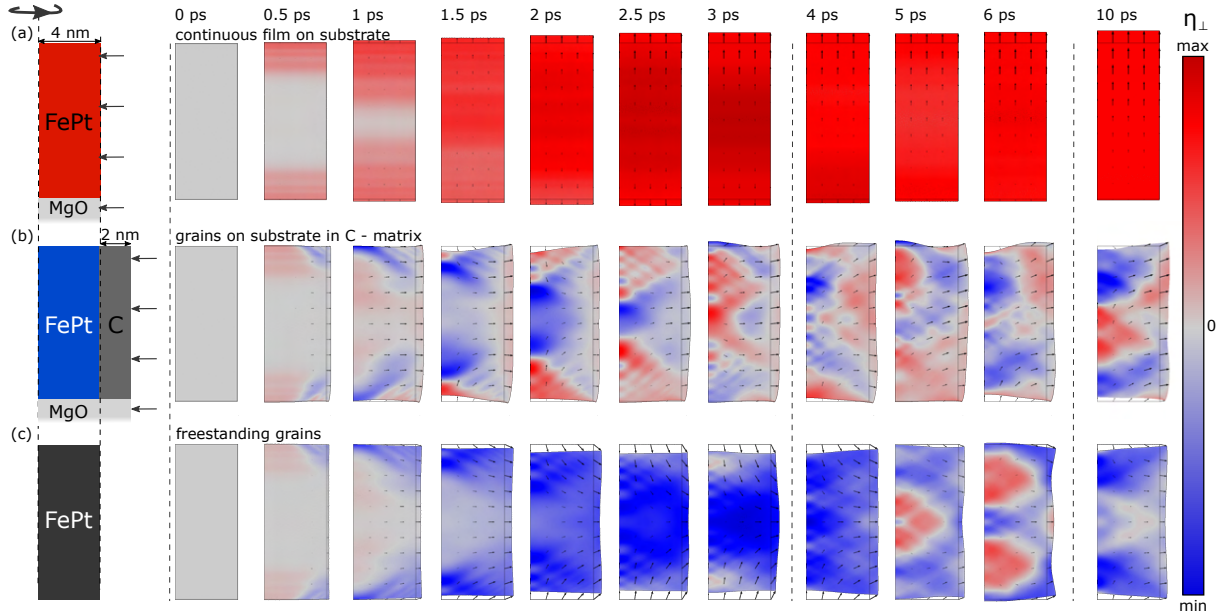 0 ps 0.5 ps 1 ps 1.5 ps 2 ps 2.5 ps 3 ps 4 ps 5 ps 6 ps 10 ps η⊥
(a) 4 nm continuous film on substrate max
FePt
MgO
0
2 nm
(b) grains on substrate in C - matrix
FePt C
MgO
(c) freestanding grains
FePt
min